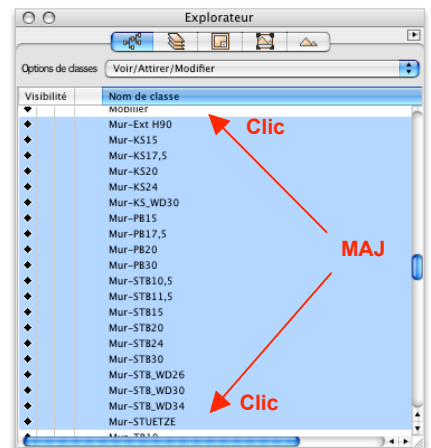 Explorateur
Options de classes Voir/Attirer/Modifier
Visibilité Nom de classe
Mobilier
Mur-Ext H90 Clic
Mur-KS15
Mur-KS17,5
Mur-KS20
Mur-KS24
Mur-KS_WD30
Mur-PB15
Mur-PB17,5
Mur-PB20 MAJ
Mur-PB30
Mur-STB10,5
Mur-STB11,5
Mur-STB15
Mur-STB20
Mur-STB24
Mur-STB30
Mur-STB_WD26
Mur-STB_WD30
Mur-STB_WD34 Clic
Mur-STUETZE
Mur-TB10